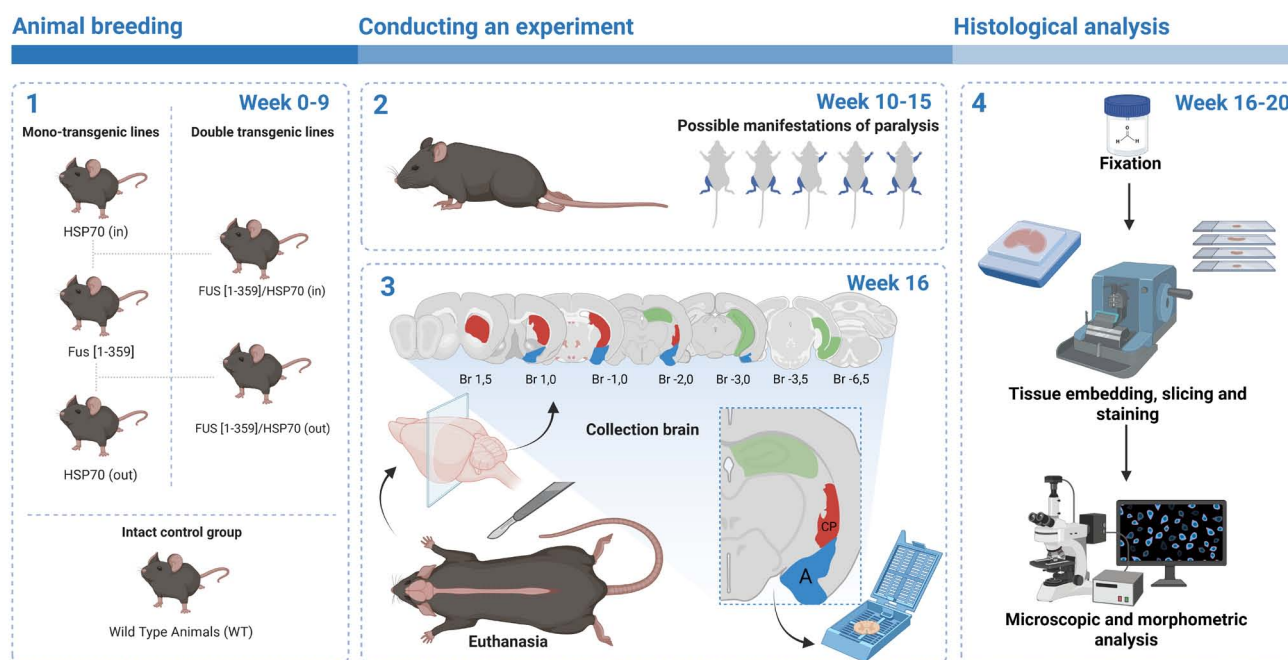 Animal breeding
Conducting an experiment
Histological analysis
1
Week 0-9
Mono-transgenic lines
Double transgenic lines
HSP70 (in)
FUS [1-359]/HSP70 (in)
Fus [1-359]
FUS [1-359]/HSP70 (out)
HSP70 (out)
Intact control group
Wild Type Animals (WT)
2
Week 10-15
Possible manifestations of paralysis
3
Week 16
Br 1,5
Br 1,0
Br -1,0
Br -2,0
Br -3,0
Br -3,5
Br -6,5
Collection brain
CP
A
Euthanasia
4
Week 16-20
O
H
H
Fixation
Tissue embedding, slicing and
staining
Microscopic and morphometric
analysis